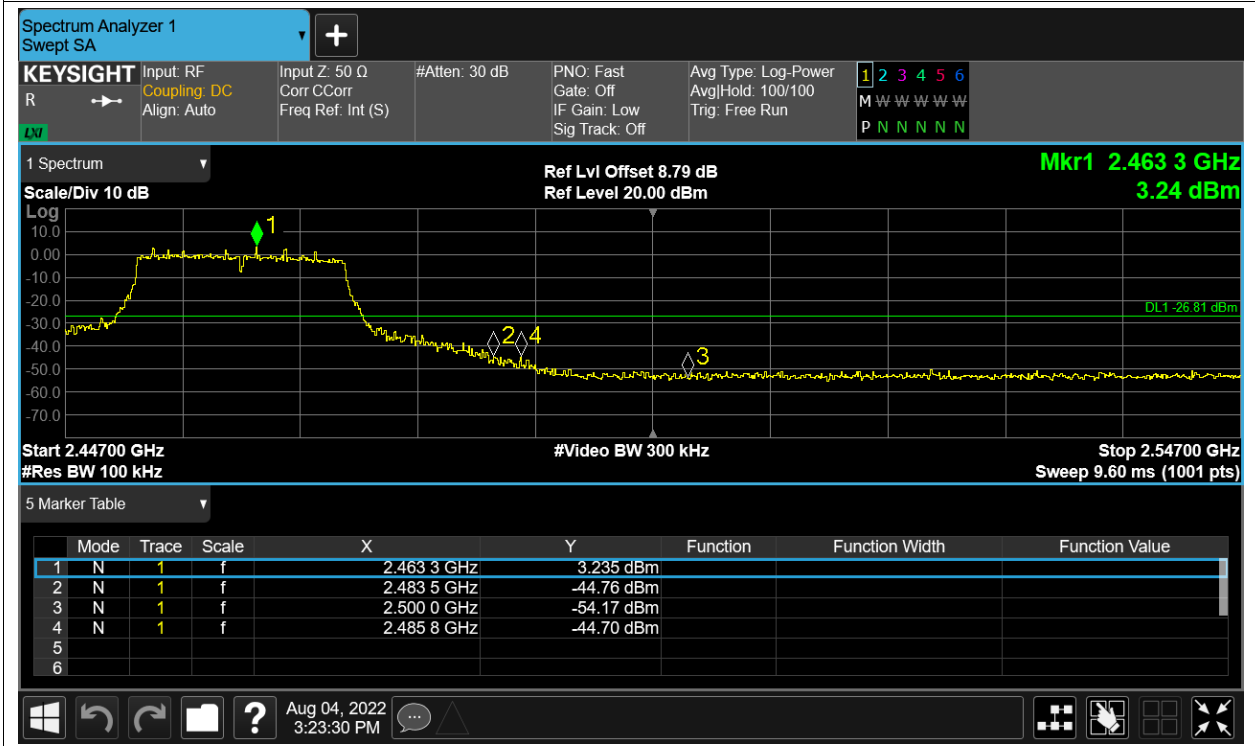 Spectrum Analyzer 1
Swept SA
+
KEYSIGHT Input: RF Input Z: 50 Ω #Atten: 30 dB PNO: Fast Avg Type: Log-Power 1 2 3 4 5 6
R Coupling: DC Corr CCorr Gate: Off Avg|Hold: 100/100 M W W W W W
Align: Auto Freq Ref: Int (S) IF Gain: Low Trig: Free Run
LXI Sig Track: Off P N N N N N
1 Spectrum Ref Lvl Offset 8.79 dB Mkr1 2.463 3 GHz
Scale/Div 10 dB Ref Level 20.00 dBm 3.24 dBm
Log
1
10.0
0.00
-10.0
-20.0
DL1 -26.81 dBm
-30.0
2 4
-40.0
3
-50.0
-60.0
-70.0
Start 2.44700 GHz #Video BW 300 kHz Stop 2.54700 GHz
#Res BW 100 kHz Sweep 9.60 ms (1001 pts)
5 Marker Table
Mode Trace Scale X Y Function Function Width Function Value
1 N 1 f 2.463 3 GHz 3.235 dBm
2 N 1 f 2.483 5 GHz -44.76 dBm
3 N 1 f 2.500 0 GHz -54.17 dBm
4 N 1 f 2.485 8 GHz -44.70 dBm
5
6
? Aug 04, 2022
3:23:30 PM